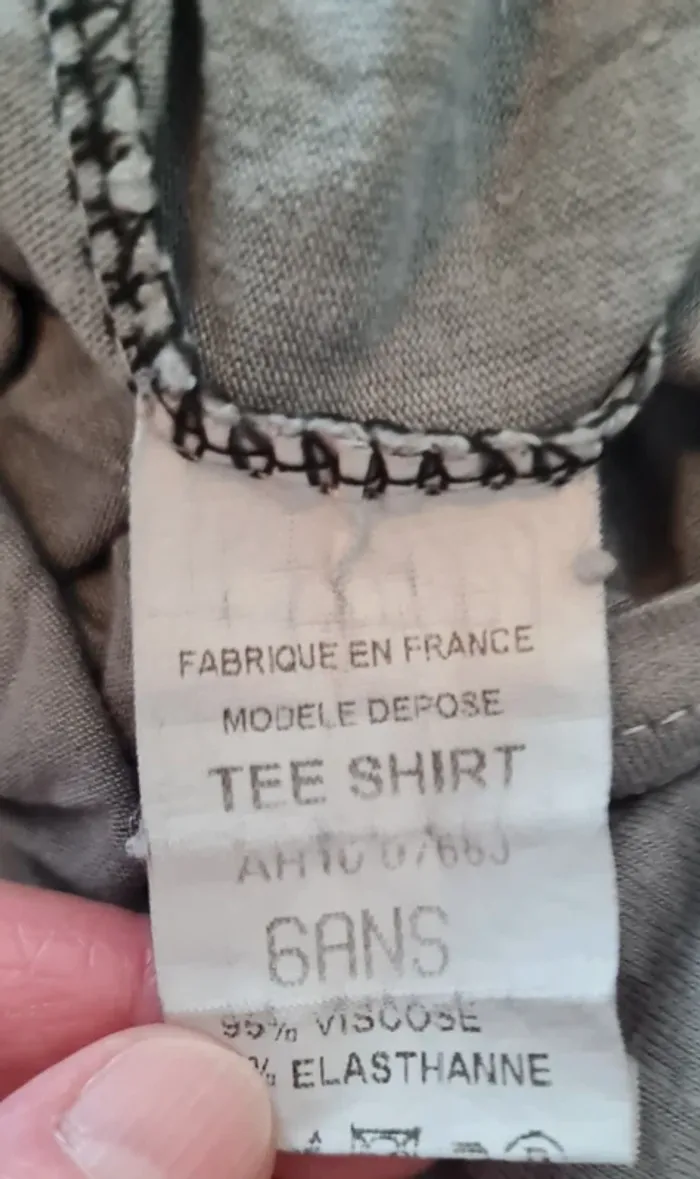 FABRIQUE EN FRANCE
MODELE DEPOSE
TEE SHIRT
6ANS
95% VISCOSE
% ELASTHANNE